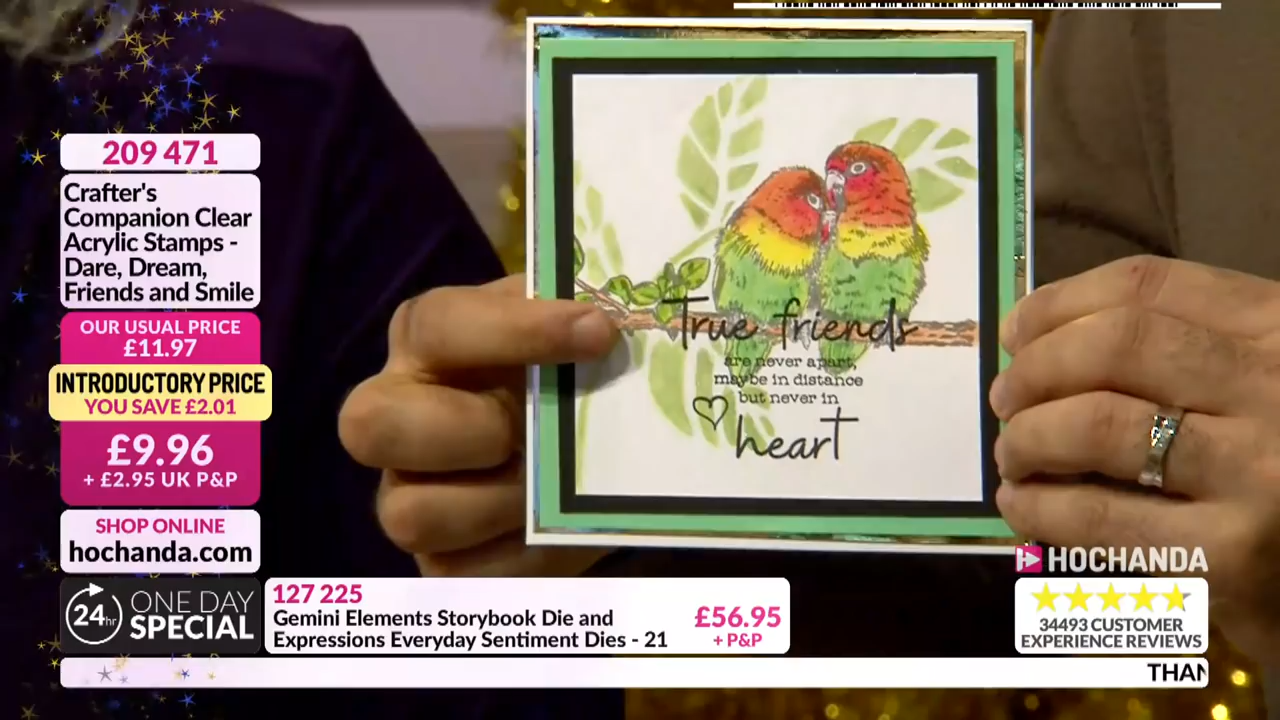 209 471
Crafter's
Companion Clear
Acrylic Stamps -
Dare, Dream,
Friends and Smile
OUR USUAL PRICE
£11.97
INTRODUCTORY PRICE
YOU SAVE £2.01
£9.96
+ £2.95 UK P&P
SHOP ONLINE
hochanda.com
True friends
are never apart,
maybe in distance
but never in
heart
HOCHANDA
24hr
ONE DAY
SPECIAL
127 225
Gemini Elements Storybook Die and
Expressions Everyday Sentiment Dies - 21
£56.95
+ P&P
34493 CUSTOMER
EXPERIENCE REVIEWS
THAN